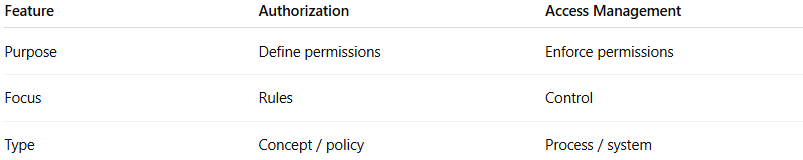 Feature Authorization Access Management
Purpose Define permissions Enforce permissions
Focus Rules Control
Type Concept / policy Process / system